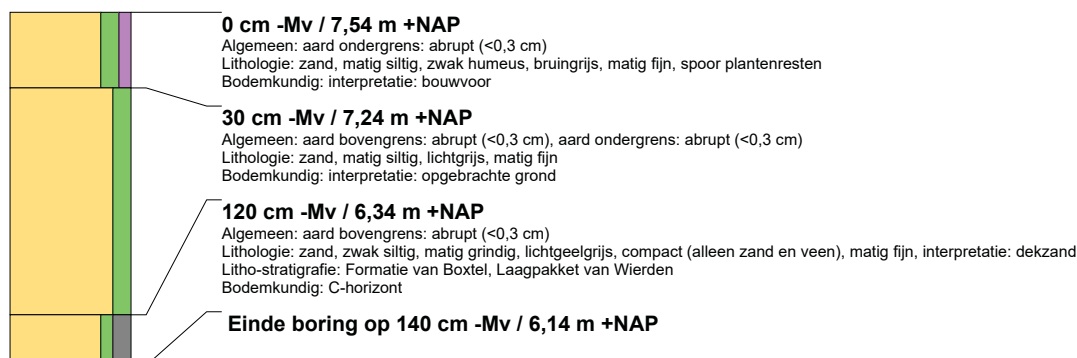 0 cm -Mv / 7,54 m +NAP
Algemeen: aard ondergrens: abrupt (<0,3 cm)
Lithologie: zand, matig siltig, zwak humeus, bruingrijs, matig fijn, spoor plantenresten
Bodemkundig: interpretatie: bouwvoor
30 cm -Mv / 7,24 m +NAP
Algemeen: aard bovengrens: abrupt (<0,3 cm), aard ondergrens: abrupt (<0,3 cm)
Lithologie: zand, matig siltig, lichtgrijs, matig fijn
Bodemkundig: interpretatie: opgebrachte grond
120 cm -Mv / 6,34 m +NAP
Algemeen: aard bovengrens: abrupt (<0,3 cm)
Lithologie: zand, zwak siltig, matig grindig, lichtgeelgrijs, compact (alleen zand en veen), matig fijn, interpretatie: dekzand
Litho-stratigrafie: Formatie van Boxtel, Laagpakket van Wierden
Bodemkundig: C-horizont
Einde boring op 140 cm -Mv / 6,14 m +NAP